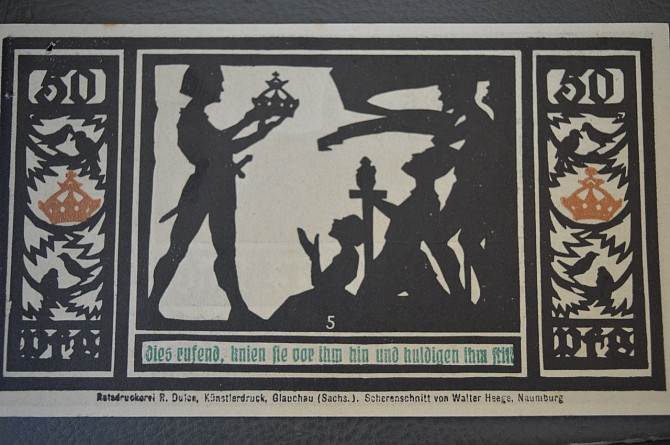 50
50
5
Pfg
Pfg
dies rufend, knien sie vor ihm hin und huldigen ihm still
Ratsdruckerei R. Dulce, Künstlerdruck, Glauchau (Sachs.). Scherenschnitt von Walter Heege, Naumburg